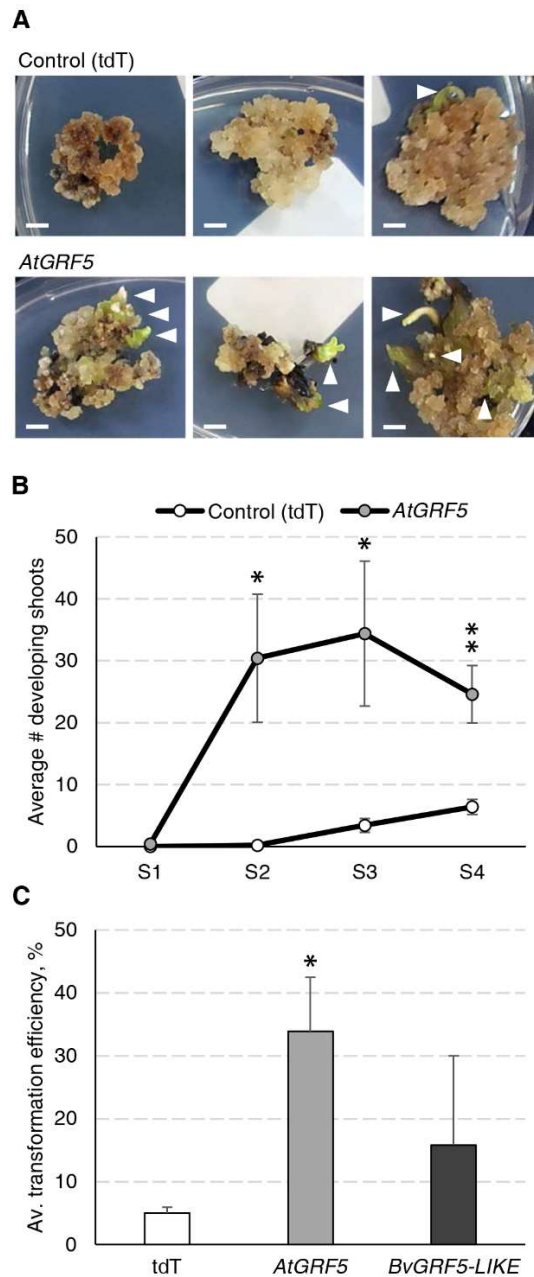 A
Control (tdT)
AtGRF5
B
Control (tdT) AtGRF5
50
40
30
20
10
0
Average # developing shoots
*
*
**
S1 S2 S3 S4
C
50
40
30
20
10
0
Av. transformation efficiency, %
*
tdT AtGRF5 BvGRF5-LIKE